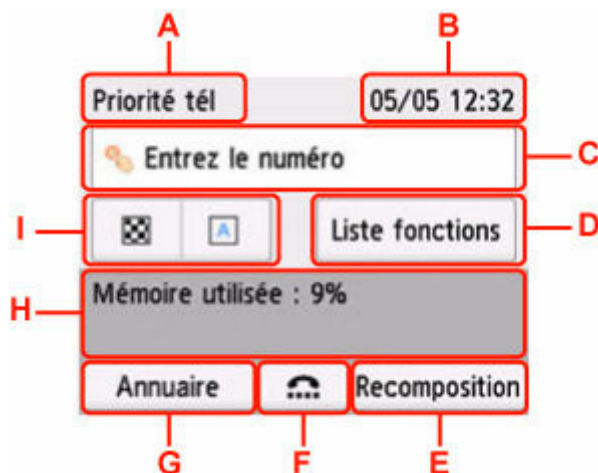 A
B
Priorité tél
05/05 12:32
Entrez le numéro
C
I
A
Liste fonctions
D
Mémoire utilisée : 9%
H
Annuaire
Recomposition
G
F
E